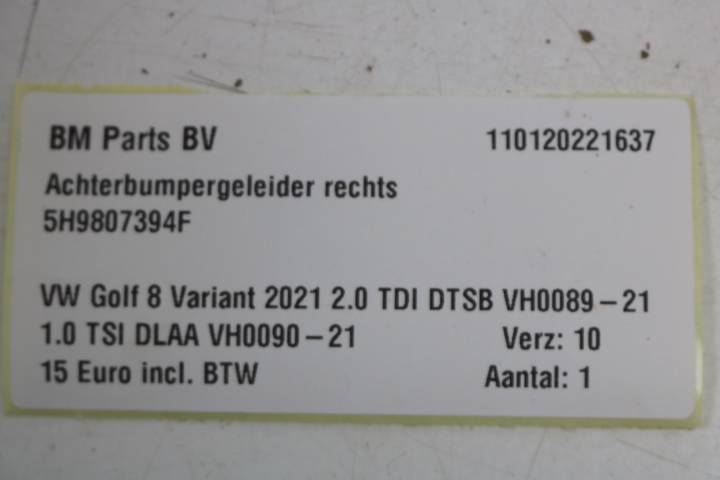 BM Parts BV 110120221637
Achterbumpergeleider rechts
5H9807394F
VW Golf 8 Variant 2021 2.0 TDI DTSB VH0089-21
1.0 TSI DLAA VH0090-21 Verz: 10
15 Euro incl. BTW Aantal: 1